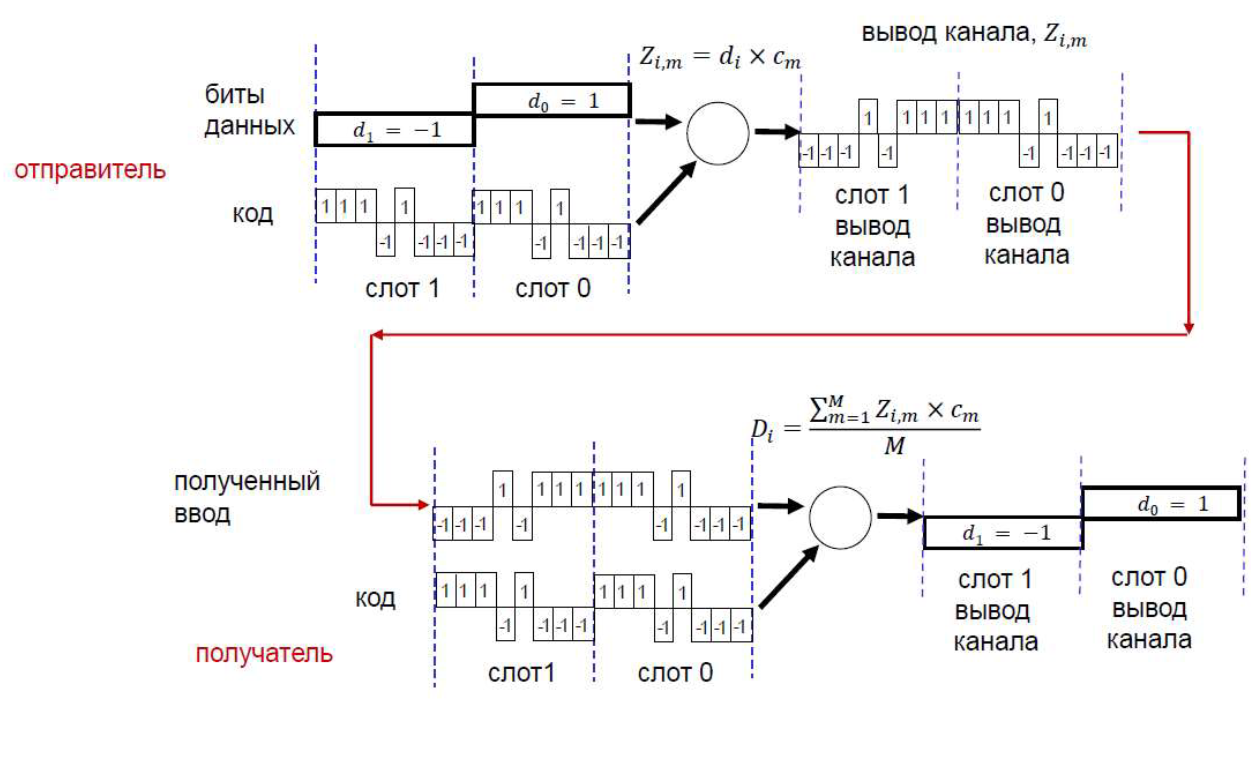 вывод канала, Z_{i,m}
Z_{i,m} = d_i × c_m
биты
данных
d_0 = 1
d_1 = −1
1 1 1 -1 1 -1 -1 -1
1 1 1 -1 1 -1 -1 -1
-1 -1 -1 1 -1 1 1 1
1 1 1 -1 1 -1 -1 -1
отправитель
код
слот 1
слот 0
слот 1
вывод
канала
слот 0
вывод
канала
D_i = \frac{\sum_{m=1}^{M} Z_{i,m} × c_m}{M}
полученный
ввод
-1 -1 -1 1 -1 1 1 1
1 1 1 -1 1 -1 -1 -1
d_0 = 1
d_1 = −1
код
1 1 1 -1 1 -1 -1 -1
1 1 1 -1 1 -1 -1 -1
получатель
слот1
слот 0
слот 1
вывод
канала
слот 0
вывод
канала